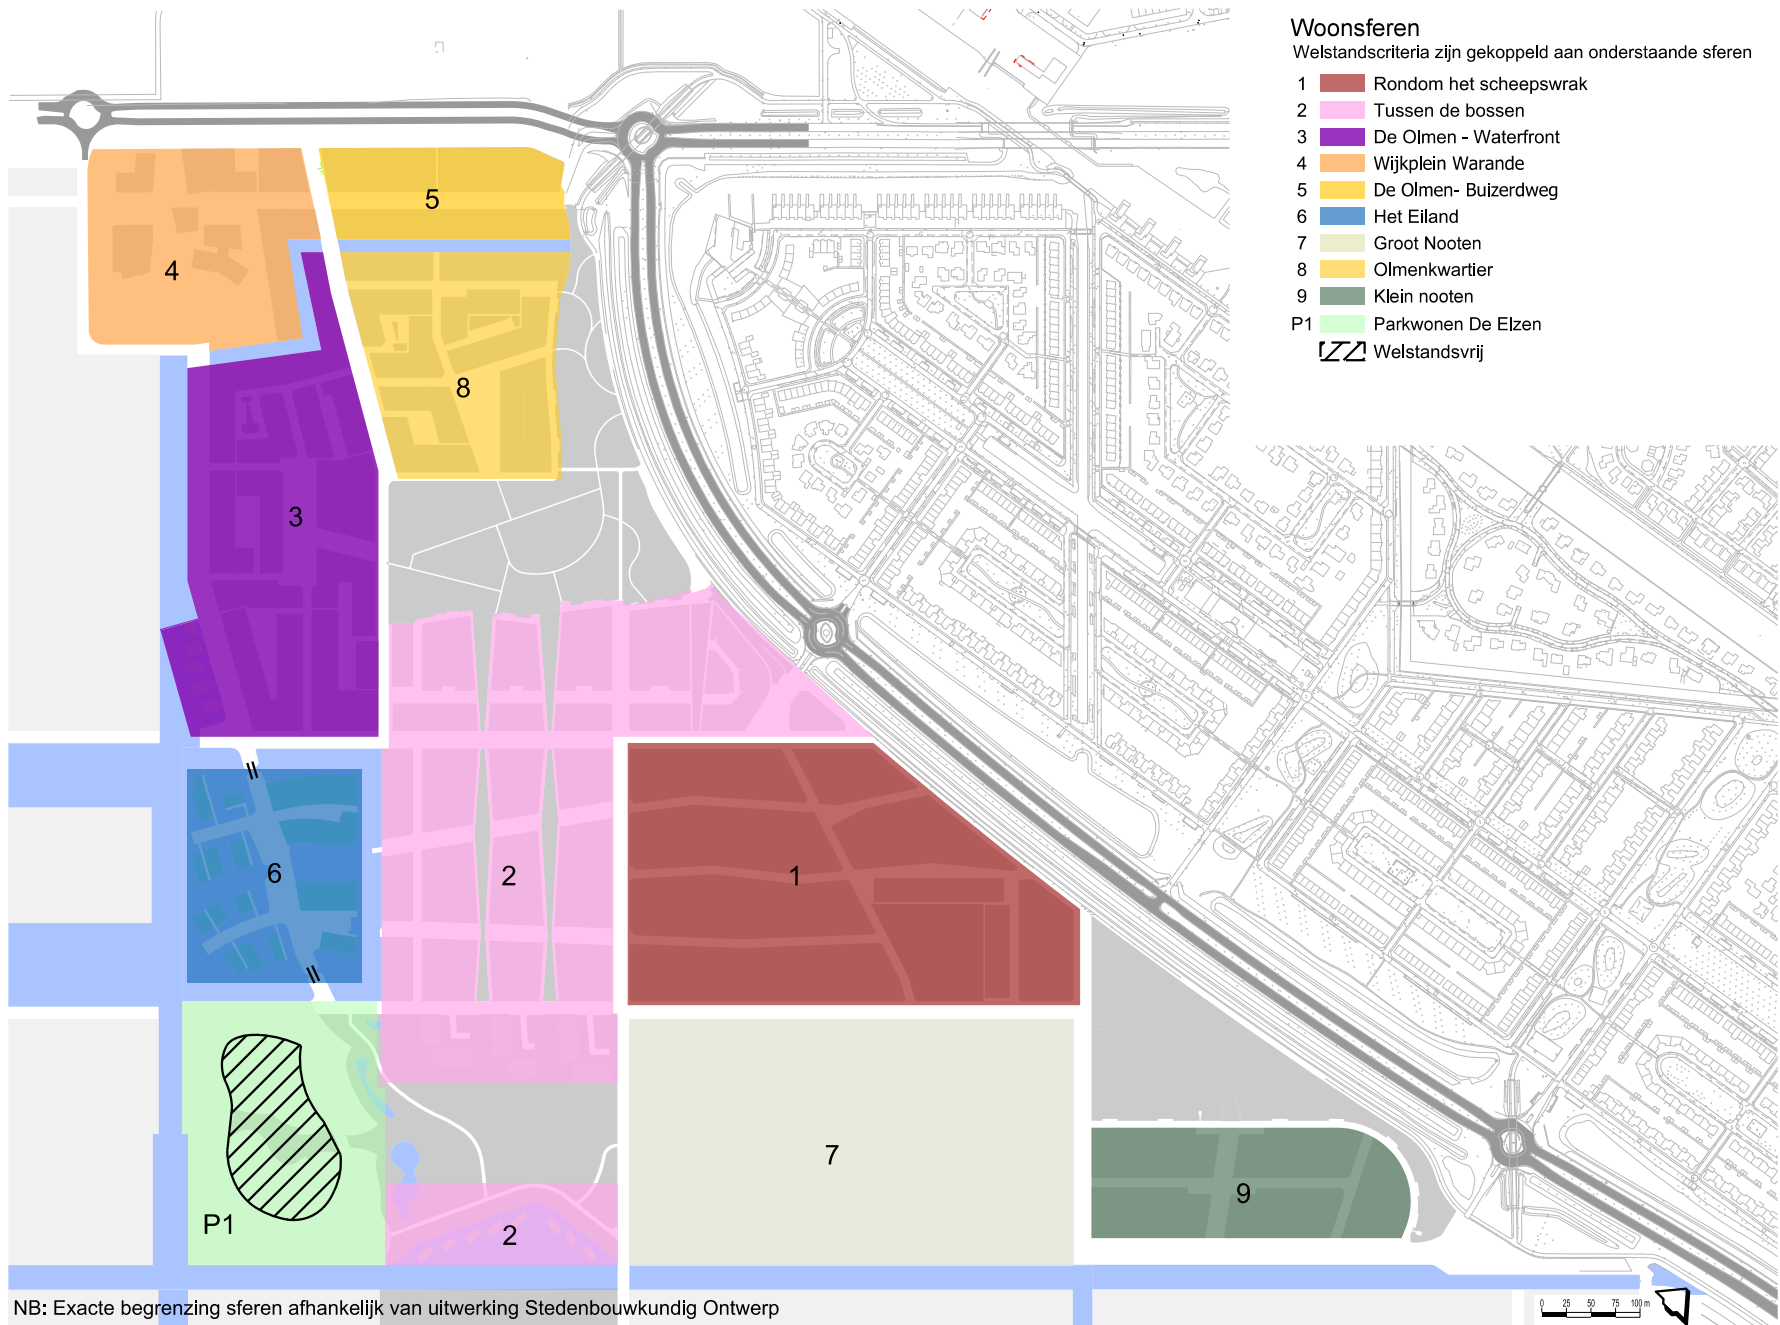 Woonsferen
Welstandscriteria zijn gekoppeld aan onderstaande sferen
1 Rondom het scheepswrak
2 Tussen de bossen
3 De Olmen - Waterfront
4 Wijkplein Warande
5 De Olmen- Buizerdweg
6 Het Eiland
7 Groot Nooten
8 Olmenkwartier
9 Klein nooten
P1 Parkwonen De Elzen
Welstandsvrij
5
4
8
3
6
2
1
7
9
P1
2
NB: Exacte begrenzing sferen afhankelijk van uitwerking Stedenbouwkundig Ontwerp
0 25 50 75 100 m